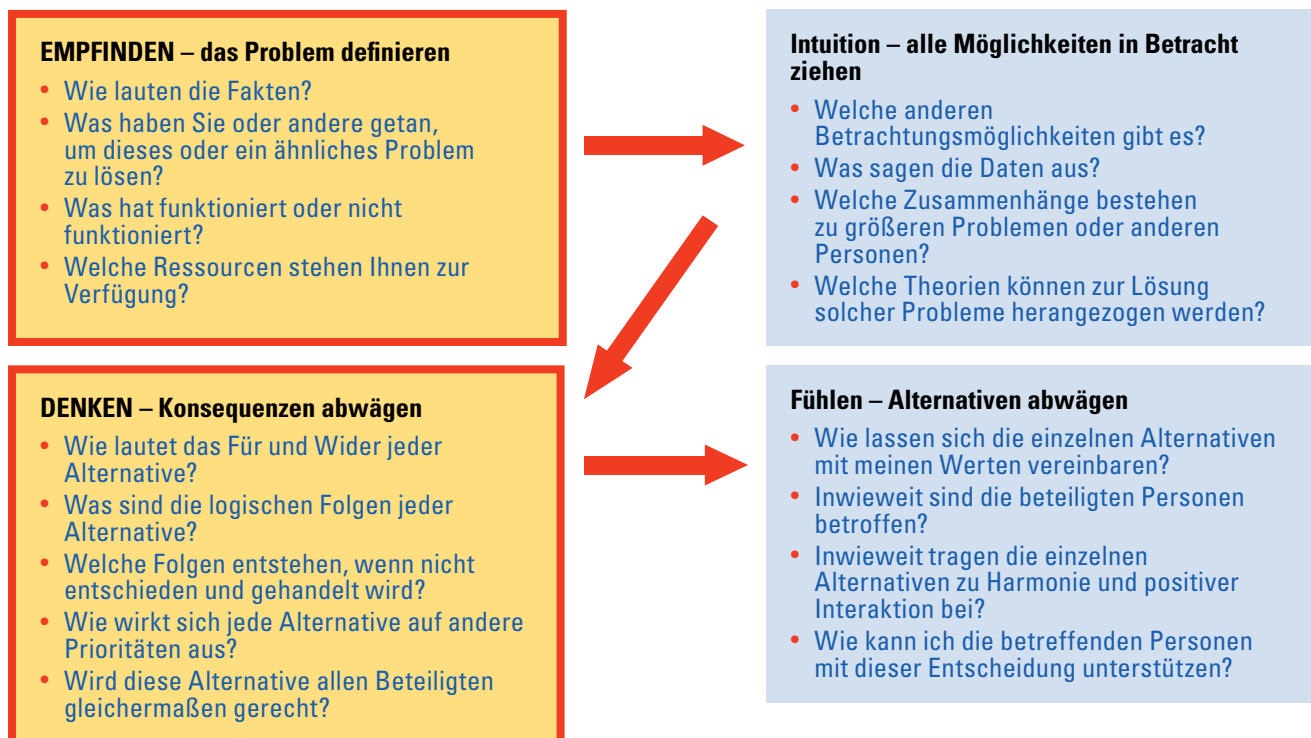 EMPFINDEN – das Problem definieren
• Wie lauten die Fakten?
• Was haben Sie oder andere getan,
um dieses oder ein ähnliches Problem
zu lösen?
• Was hat funktioniert oder nicht
funktioniert?
• Welche Ressourcen stehen Ihnen zur
Verfügung?
Intuition – alle Möglichkeiten in Betracht
ziehen
• Welche anderen
Betrachtungsmöglichkeiten gibt es?
• Was sagen die Daten aus?
• Welche Zusammenhänge bestehen
zu größeren Problemen oder anderen
Personen?
• Welche Theorien können zur Lösung
solcher Probleme herangezogen werden?
DENKEN – Konsequenzen abwägen
• Wie lautet das Für und Wider jeder
Alternative?
• Was sind die logischen Folgen jeder
Alternative?
• Welche Folgen entstehen, wenn nicht
entschieden und gehandelt wird?
• Wie wirkt sich jede Alternative auf andere
Prioritäten aus?
• Wird diese Alternative allen Beteiligten
gleichermaßen gerecht?
Fühlen – Alternativen abwägen
• Wie lassen sich die einzelnen Alternativen
mit meinen Werten vereinbaren?
• Inwieweit sind die beteiligten Personen
betroffen?
• Inwieweit tragen die einzelnen
Alternativen zu Harmonie und positiver
Interaktion bei?
• Wie kann ich die betreffenden Personen
mit dieser Entscheidung unterstützen?